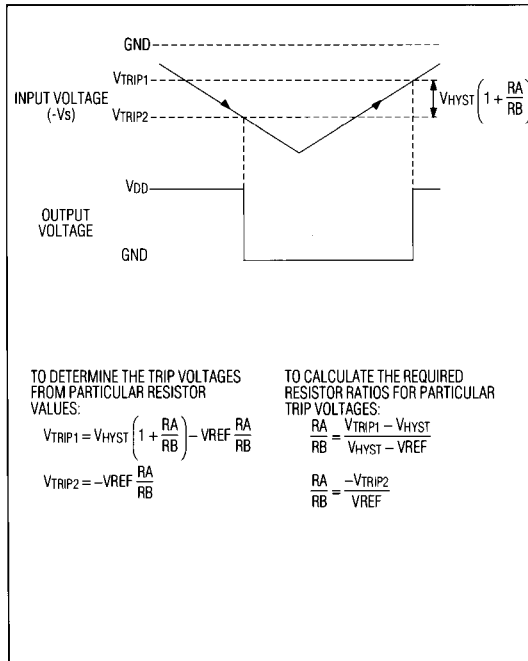 GND
VTRIP1
INPUT VOLTAGE
(-Vs)
VTRIP2
VHYST(1 + RA/RB)
VDD
OUTPUT
VOLTAGE
GND
TO DETERMINE THE TRIP VOLTAGES
FROM PARTICULAR RESISTOR
VALUES:
VTRIP1 = VHYST(1 + RA/RB) – VREF RA/RB
VTRIP2 = –VREF RA/RB
TO CALCULATE THE REQUIRED
RESISTOR RATIOS FOR PARTICULAR
TRIP VOLTAGES:
RA/RB = VTRIP1 – VHYST/VHYST – VREF
RA/RB = –VTRIP2/VREF